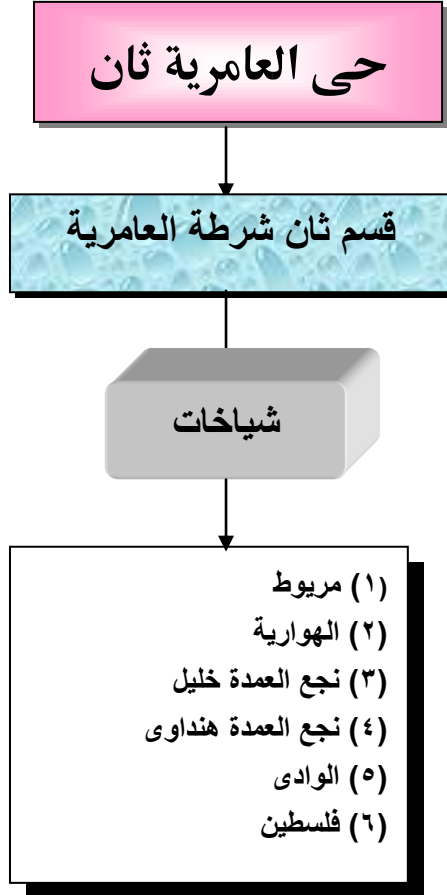 حى العامرية ثان
قسم ثان شرطة العامرية
شياخات
(١) مريوط
(٢) الهوارية
(٣) نجع العمدة خليل
(٤) نجع العمدة هنداوى
(٥) الوادى
(٦) فلسطين